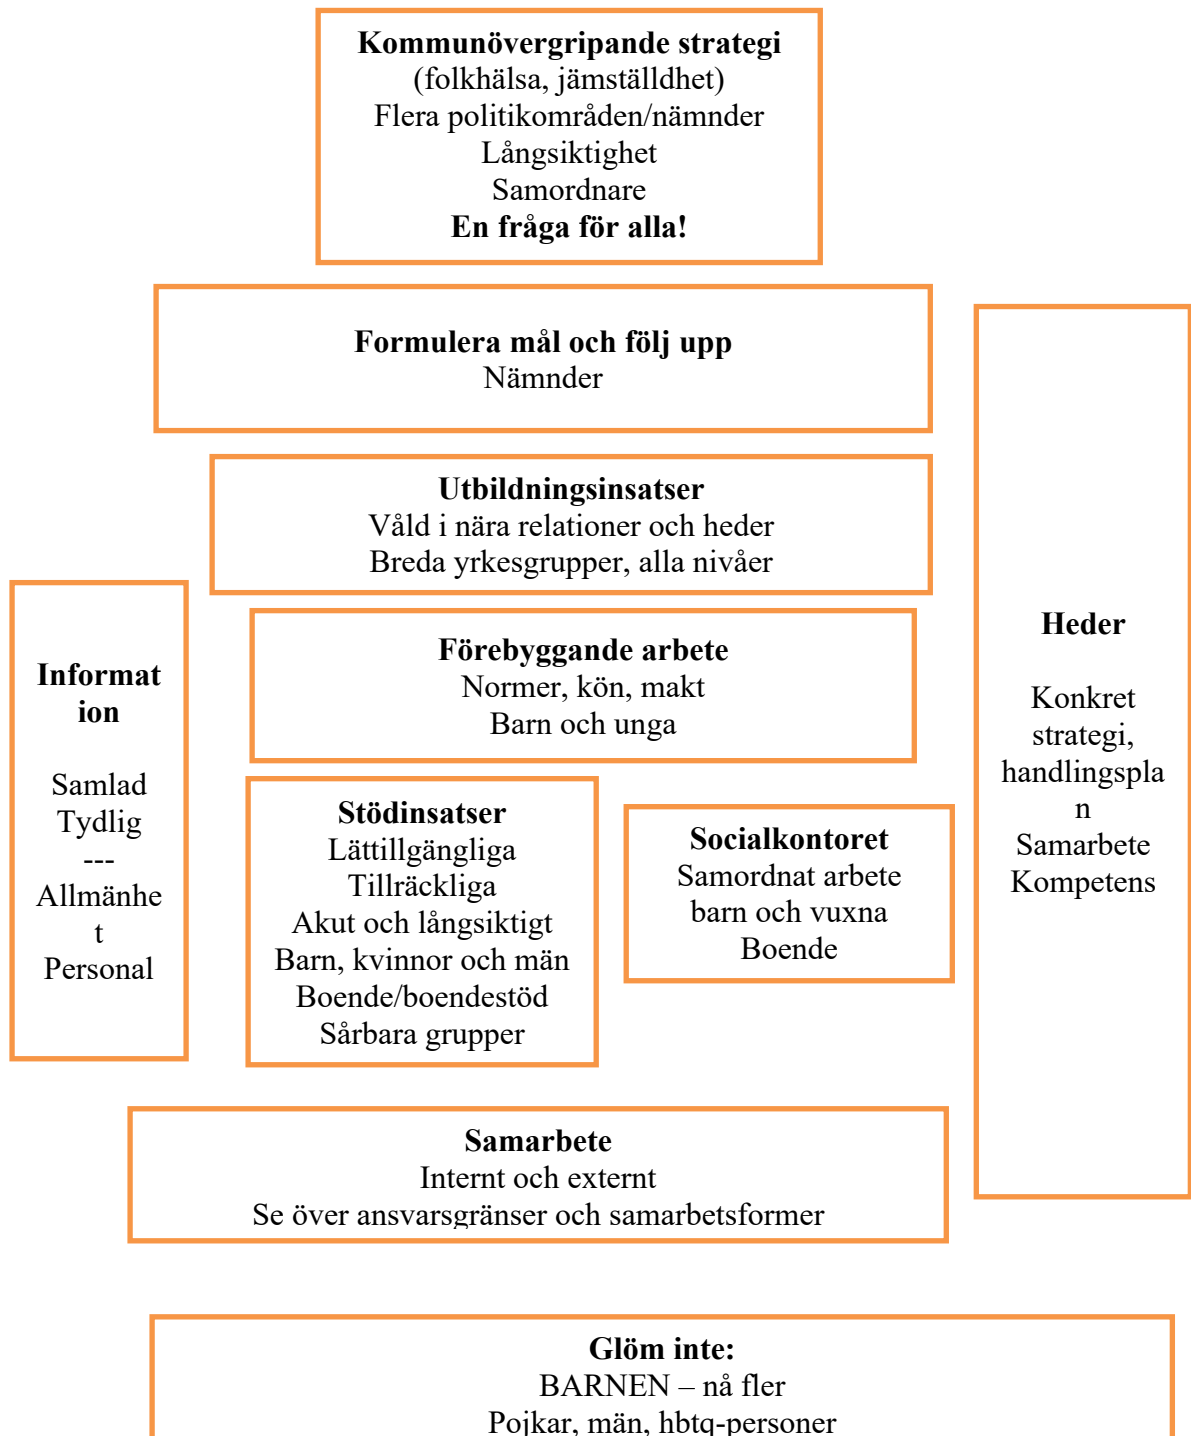 Kommunövergripande strategi
(folkhälsa, jämställdhet)
Flera politikområden/nämnder
Långsiktighet
Samordnare
En fråga för alla!
Formulera mål och följ upp
Nämnder
Utbildningsinsatser
Våld i nära relationer och heder
Breda yrkesgrupper, alla nivåer
Informat
ion
Samlad
Tydlig
---
Allmänhe
t
Personal
Förebyggande arbete
Normer, kön, makt
Barn och unga
Stödinsatser
Lättillgängliga
Tillräckliga
Akut och långsiktigt
Barn, kvinnor och män
Boende/boendestöd
Sårbara grupper
Socialkontoret
Samordnat arbete
barn och vuxna
Boende
Heder
Konkret
strategi,
handlingspla
n
Samarbete
Kompetens
Samarbete
Internt och externt
Se över ansvarsgränser och samarbetsformer
Glöm inte:
BARNEN – nå fler
Pojkar, män, hbtq-personer